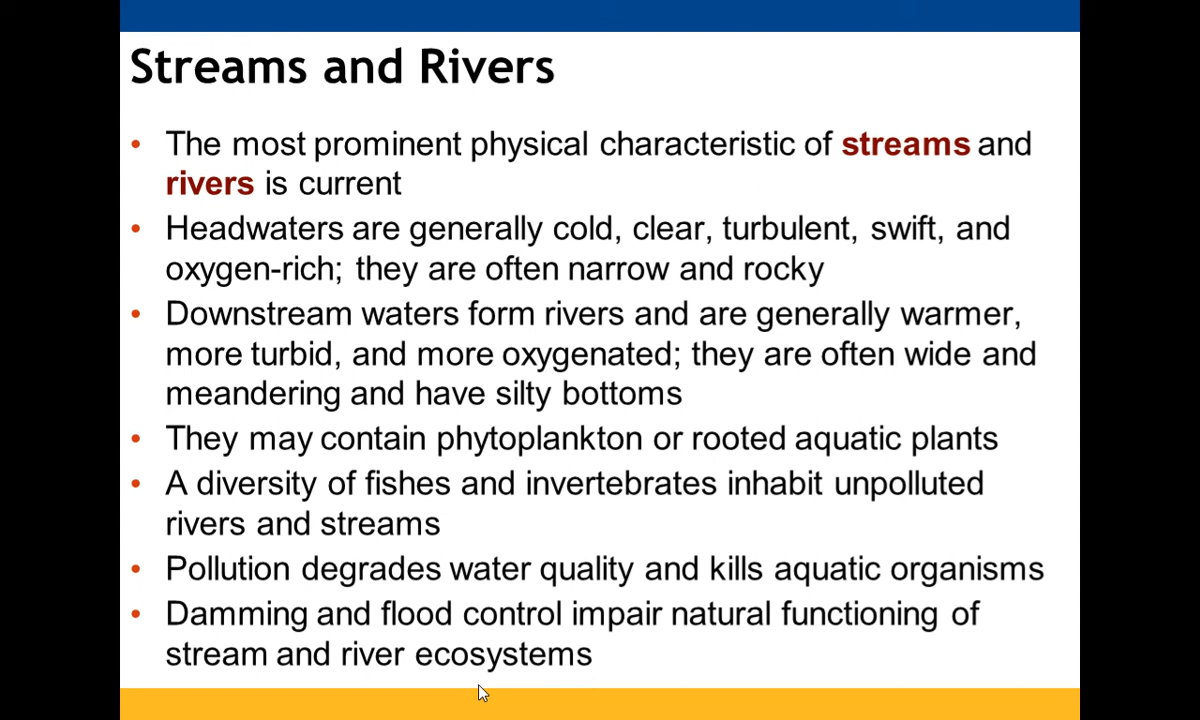 Streams and Rivers
• The most prominent physical characteristic of streams and
rivers is current
• Headwaters are generally cold, clear, turbulent, swift, and
oxygen-rich; they are often narrow and rocky
• Downstream waters form rivers and are generally warmer,
more turbid, and more oxygenated; they are often wide and
meandering and have silty bottoms
• They may contain phytoplankton or rooted aquatic plants
• A diversity of fishes and invertebrates inhabit unpolluted
rivers and streams
• Pollution degrades water quality and kills aquatic organisms
• Damming and flood control impair natural functioning of
stream and river ecosystems